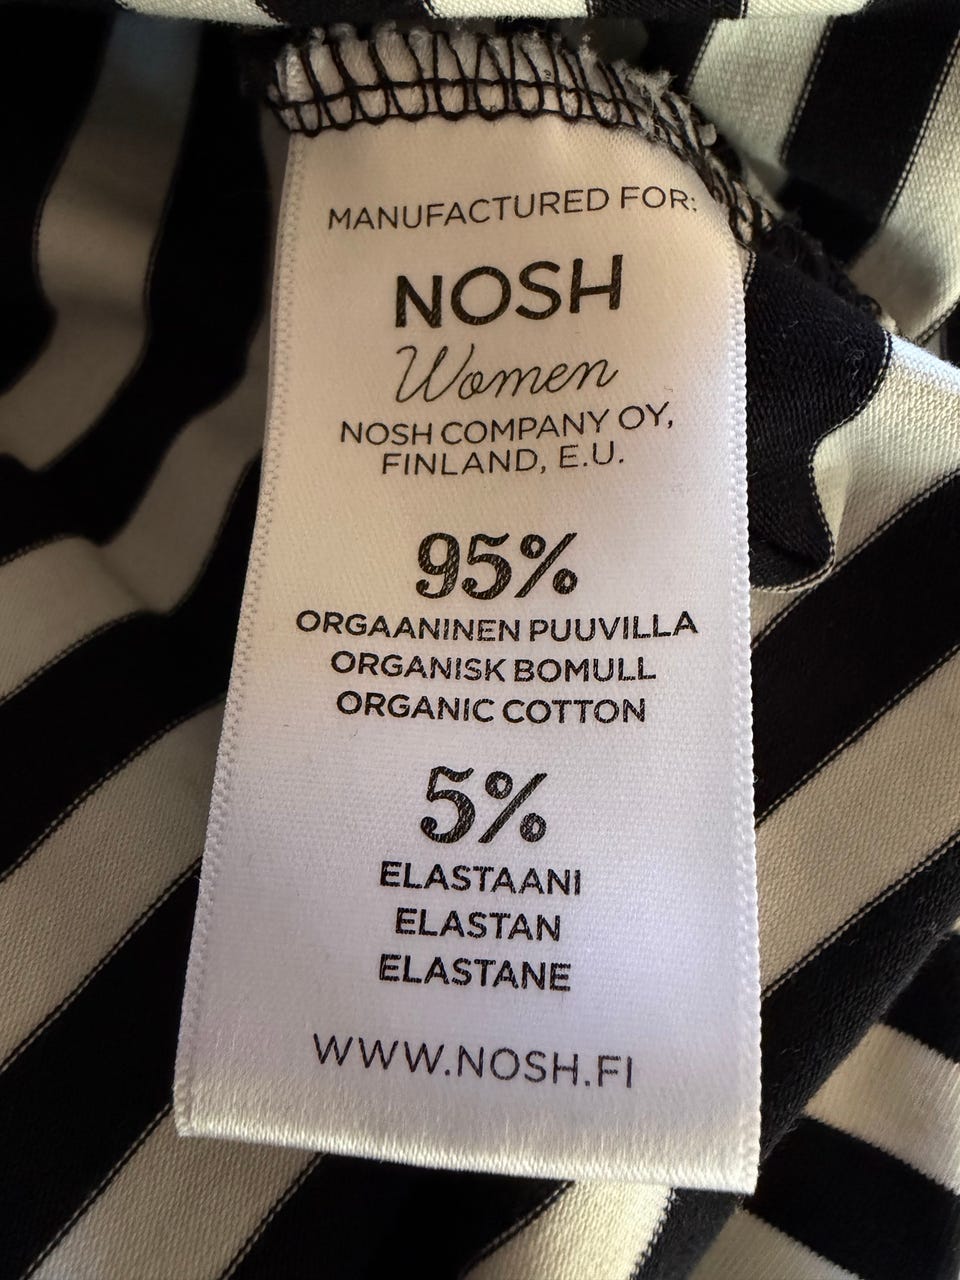 MANUFACTURED FOR:
NOSH
Women
NOSH COMPANY OY,
FINLAND, E.U.
95%
ORGAANINEN PUUVILLA
ORGANISK BOMULL
ORGANIC COTTON
5%
ELASTAANI
ELASTAN
ELASTANE
WWW.NOSH.FI